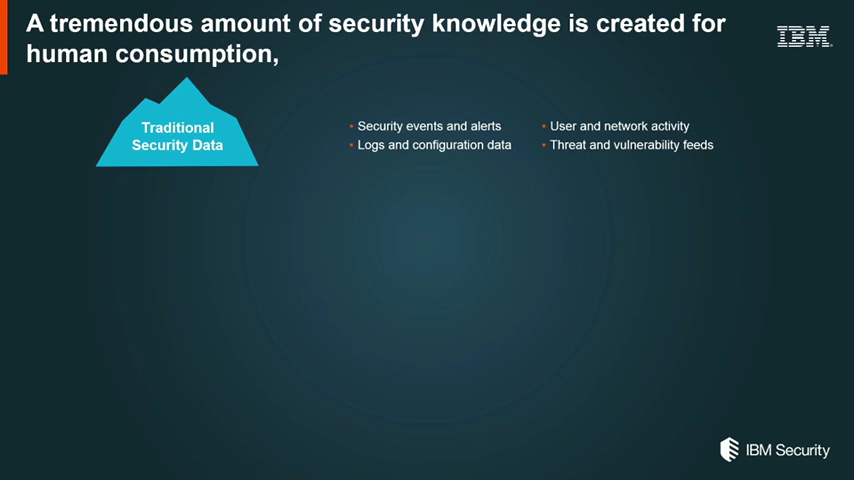 A tremendous amount of security knowledge is created for
human consumption,
IBM
Traditional
Security Data
• Security events and alerts
• Logs and configuration data
• User and network activity
• Threat and vulnerability feeds
IBM Security